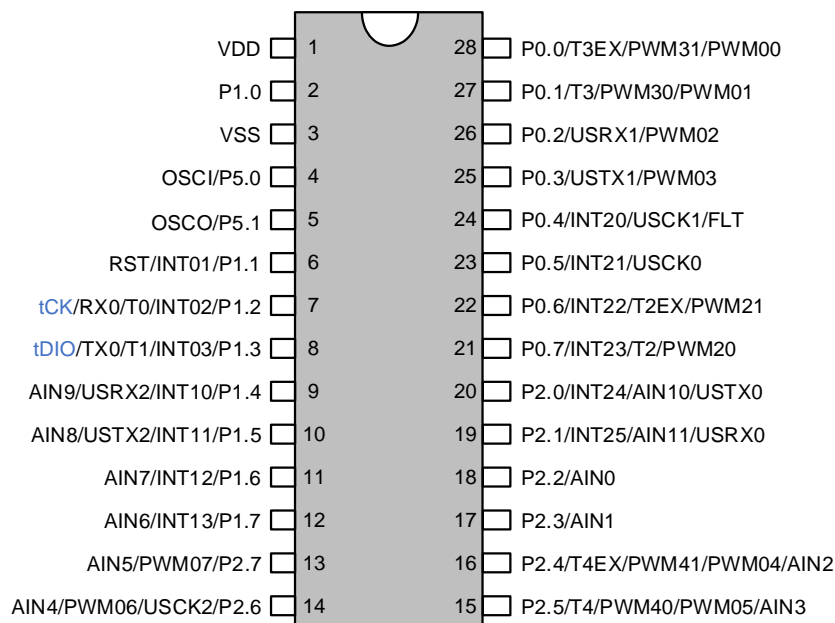 VDD 1 28 P0.0/T3EX/PWM31/PWM00
P1.0 2 27 P0.1/T3/PWM30/PWM01
VSS 3 26 P0.2/USRX1/PWM02
OSCI/P5.0 4 25 P0.3/USTX1/PWM03
OSCO/P5.1 5 24 P0.4/INT20/USCK1/FLT
RST/INT01/P1.1 6 23 P0.5/INT21/USCK0
tCK/RX0/T0/INT02/P1.2 7 22 P0.6/INT22/T2EX/PWM21
tDIO/TX0/T1/INT03/P1.3 8 21 P0.7/INT23/T2/PWM20
AIN9/USRX2/INT10/P1.4 9 20 P2.0/INT24/AIN10/USTX0
AIN8/USTX2/INT11/P1.5 10 19 P2.1/INT25/AIN11/USRX0
AIN7/INT12/P1.6 11 18 P2.2/AIN0
AIN6/INT13/P1.7 12 17 P2.3/AIN1
AIN5/PWM07/P2.7 13 16 P2.4/T4EX/PWM41/PWM04/AIN2
AIN4/PWM06/USCK2/P2.6 14 15 P2.5/T4/PWM40/PWM05/AIN3